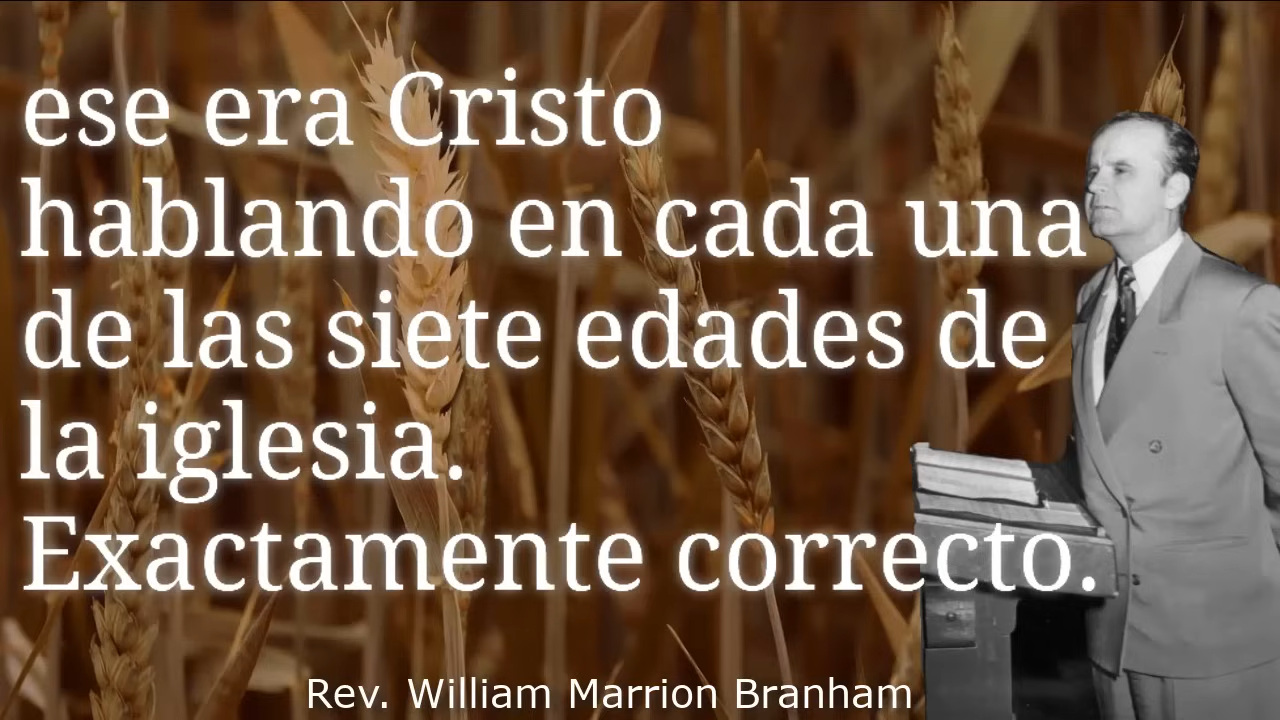 ese era Cristo
hablando en cada una
de las siete edades de
la iglesia.
Exactamente correcto.
Rev. William Marrion Branham